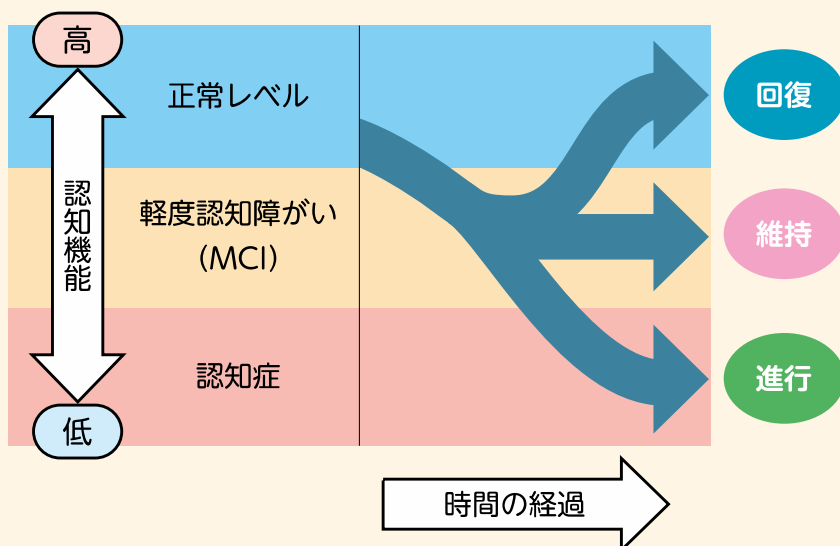 高
正常レベル
回復
認知機能
軽度認知障がい
(MCI)
維持
認知症
進行
低
時間の経過